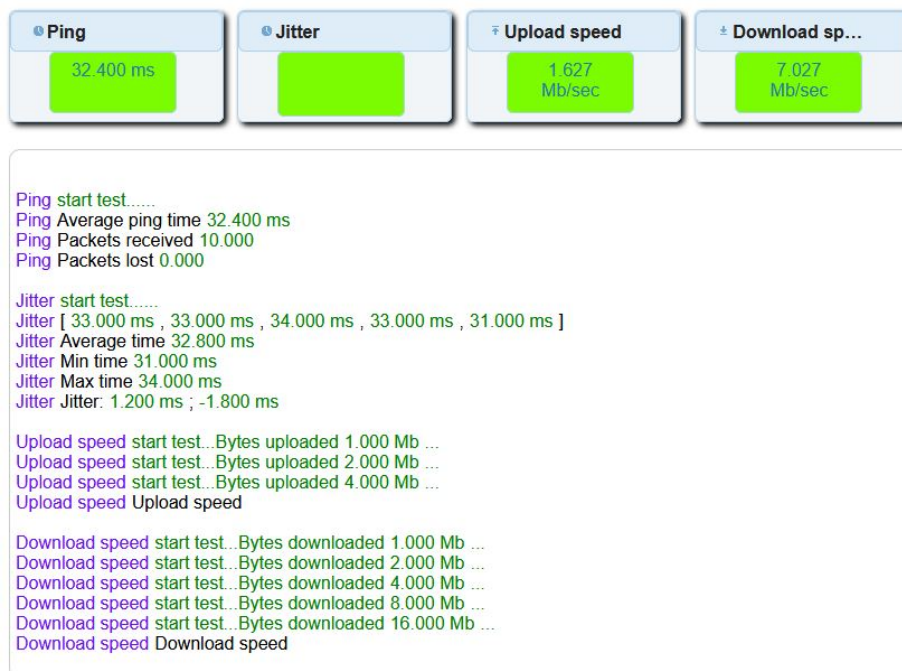 Ping
Jitter
Upload speed
Download sp...
32.400 ms
1.627
Mb/sec
7.027
Mb/sec
Ping start test......
Ping Average ping time 32.400 ms
Ping Packets received 10.000
Ping Packets lost 0.000
Jitter start test......
Jitter [ 33.000 ms , 33.000 ms , 34.000 ms , 33.000 ms , 31.000 ms ]
Jitter Average time 32.800 ms
Jitter Min time 31.000 ms
Jitter Max time 34.000 ms
Jitter Jitter: 1.200 ms ; -1.800 ms
Upload speed start test...Bytes uploaded 1.000 Mb ...
Upload speed start test...Bytes uploaded 2.000 Mb ...
Upload speed start test...Bytes uploaded 4.000 Mb ...
Upload speed Upload speed
Download speed start test...Bytes downloaded 1.000 Mb ...
Download speed start test...Bytes downloaded 2.000 Mb ...
Download speed start test...Bytes downloaded 4.000 Mb ...
Download speed start test...Bytes downloaded 8.000 Mb ...
Download speed start test...Bytes downloaded 16.000 Mb ...
Download speed Download speed